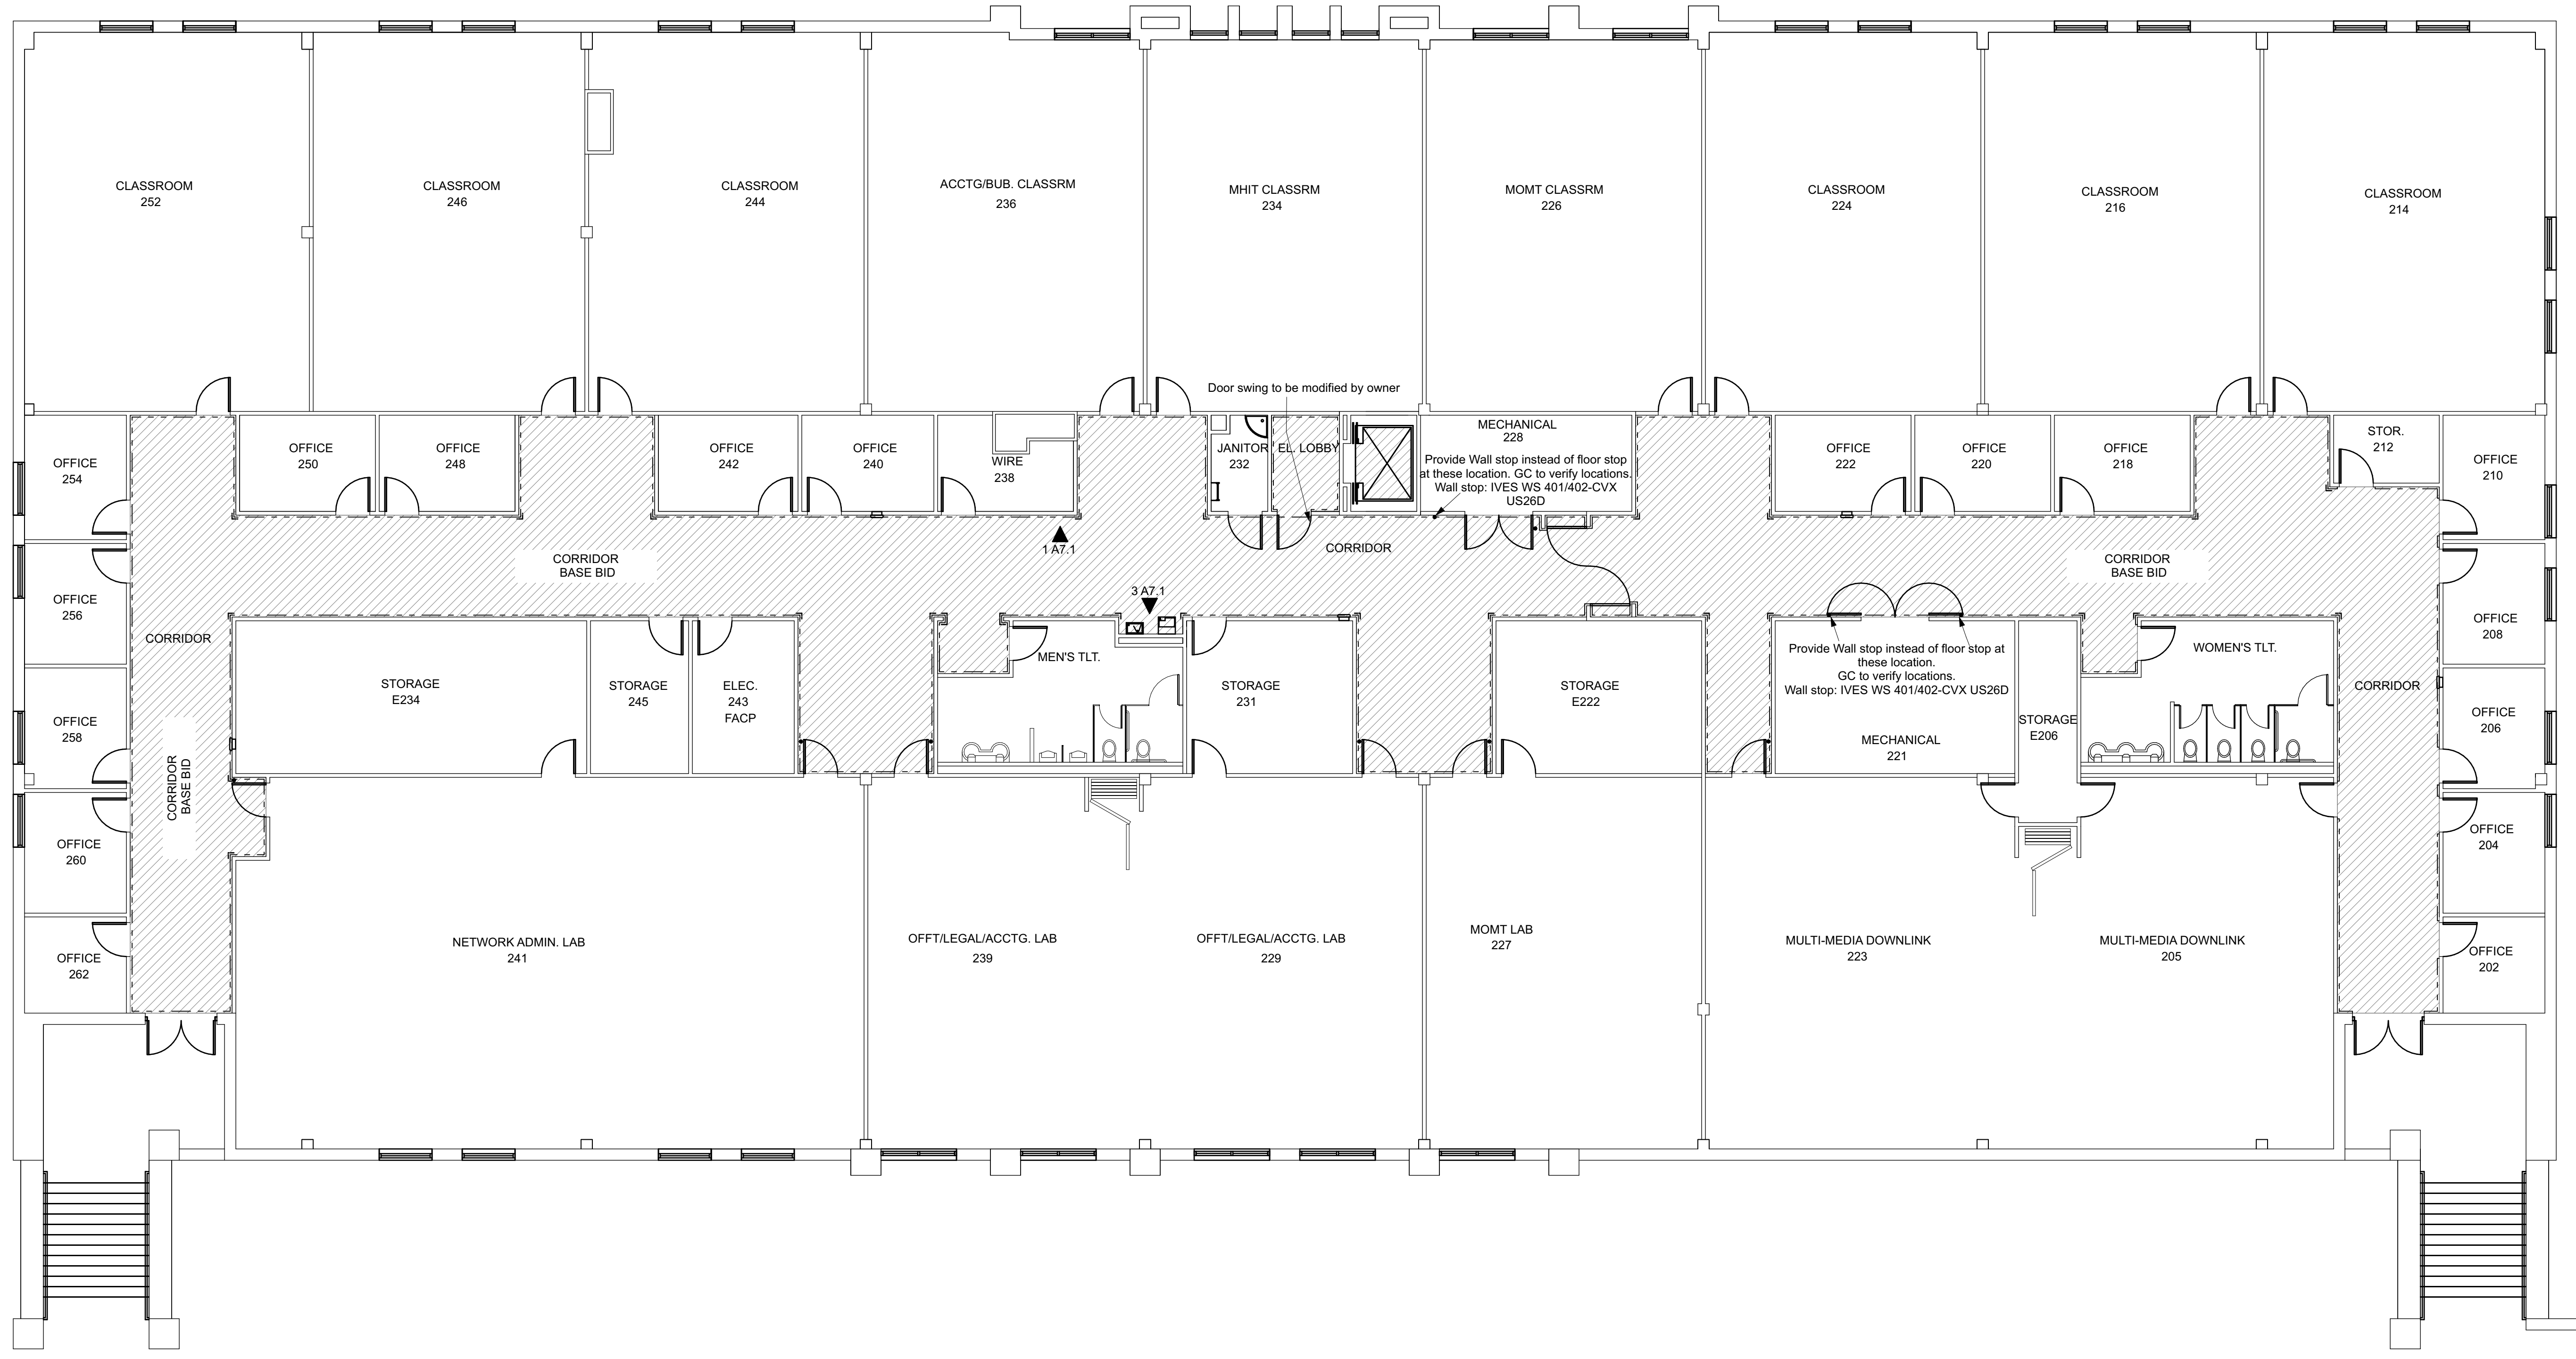 CLASSROOM
252
CLASSROOM
246
CLASSROOM
244
ACCTG/BUB. CLASSRM
236
MHIT CLASSRM
234
MOMT CLASSRM
226
CLASSROOM
224
CLASSROOM
216
CLASSROOM
214
Door swing to be modified by owner
OFFICE
254
OFFICE
250
OFFICE
248
OFFICE
242
OFFICE
240
WIRE
238
JANITOR
232
EL. LOBBY
MECHANICAL
228
Provide Wall stop instead of floor stop
at these location. GC to verify locations.
Wall stop: IVES WS 401/402-CVX
US26D
OFFICE
222
OFFICE
220
OFFICE
218
STOR.
212
OFFICE
210
CORRIDOR
BASE BID
1 A7.1
CORRIDOR
CORRIDOR
BASE BID
3 A7.1
OFFICE
256
CORRIDOR
OFFICE
258
STORAGE
E234
STORAGE
245
ELEC.
243
FACP
MEN'S TLT.
STORAGE
231
STORAGE
E222
Provide Wall stop instead of floor stop at
these location.
GC to verify locations.
Wall stop: IVES WS 401/402-CVX US26D
MECHANICAL
221
STORAGE
E206
WOMEN'S TLT.
CORRIDOR
OFFICE
208
OFFICE
206
CORRIDOR
BASE BID
OFFICE
260
OFFICE
262
NETWORK ADMIN. LAB
241
OFFT/LEGAL/ACCTG. LAB
239
OFFT/LEGAL/ACCTG. LAB
229
MOMT LAB
227
MULTI-MEDIA DOWNLINK
223
MULTI-MEDIA DOWNLINK
205
OFFICE
204
OFFICE
202